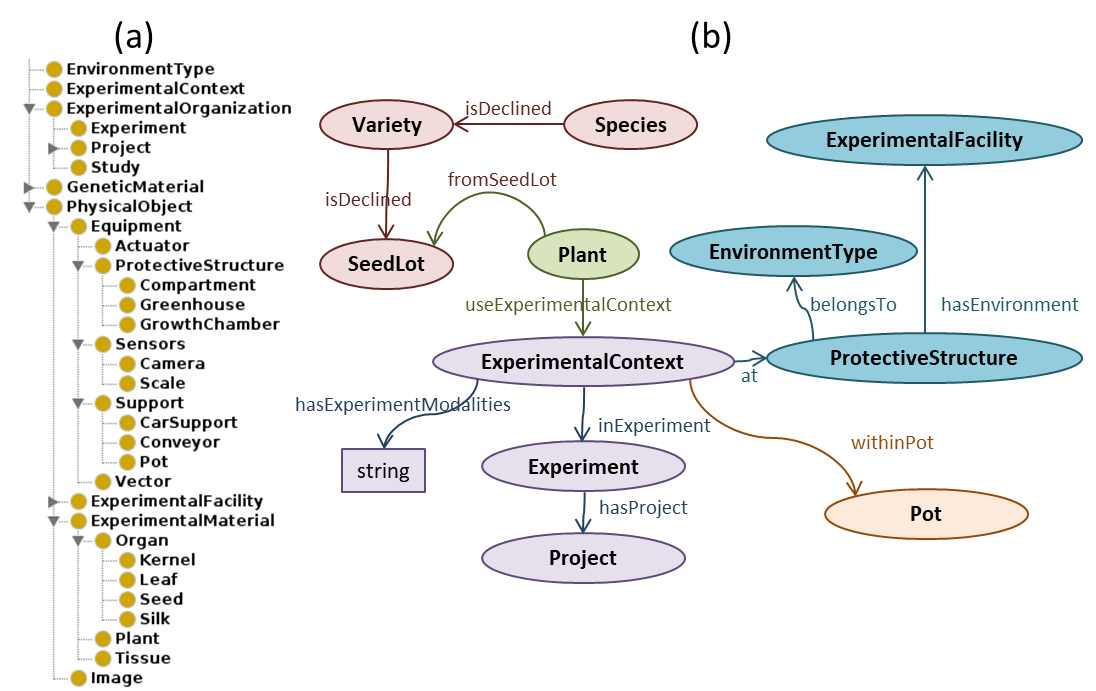 (a)
EnvironmentType
ExperimentalContext
ExperimentalOrganization
Experiment
Project
Study
GeneticMaterial
PhysicalObject
Equipment
Actuator
ProtectiveStructure
Compartment
Greenhouse
GrowthChamber
Sensors
Camera
Scale
Support
CarSupport
Conveyor
Pot
Vector
ExperimentalFacility
ExperimentalMaterial
Organ
Kernel
Leaf
Seed
Silk
Plant
Tissue
Image
(b)
isDeclined
Variety
Species
ExperimentalFacility
fromSeedLot
isDeclined
SeedLot
Plant
EnvironmentType
useExperimentalContext
belongsTo
hasEnvironment
ExperimentalContext
at
ProtectiveStructure
hasExperimentModalities
inExperiment
withinPot
string
Experiment
hasProject
Pot
Project